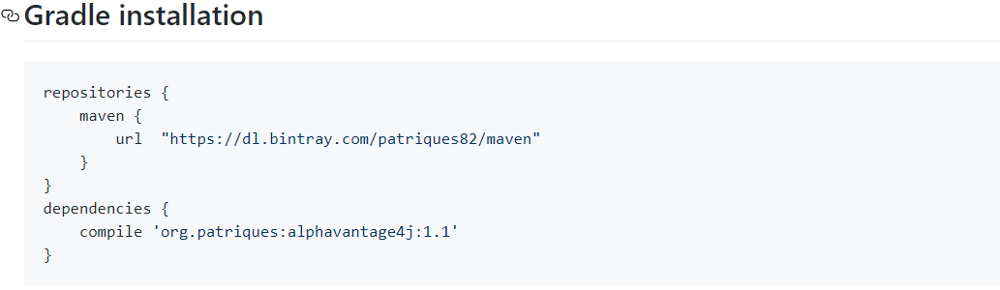 Gradle installation
repositories {
    maven {
        url  "https://dl.bintray.com/patriques82/maven"
    }
}
dependencies {
    compile 'org.patriques:alphavantage4j:1.1'
}